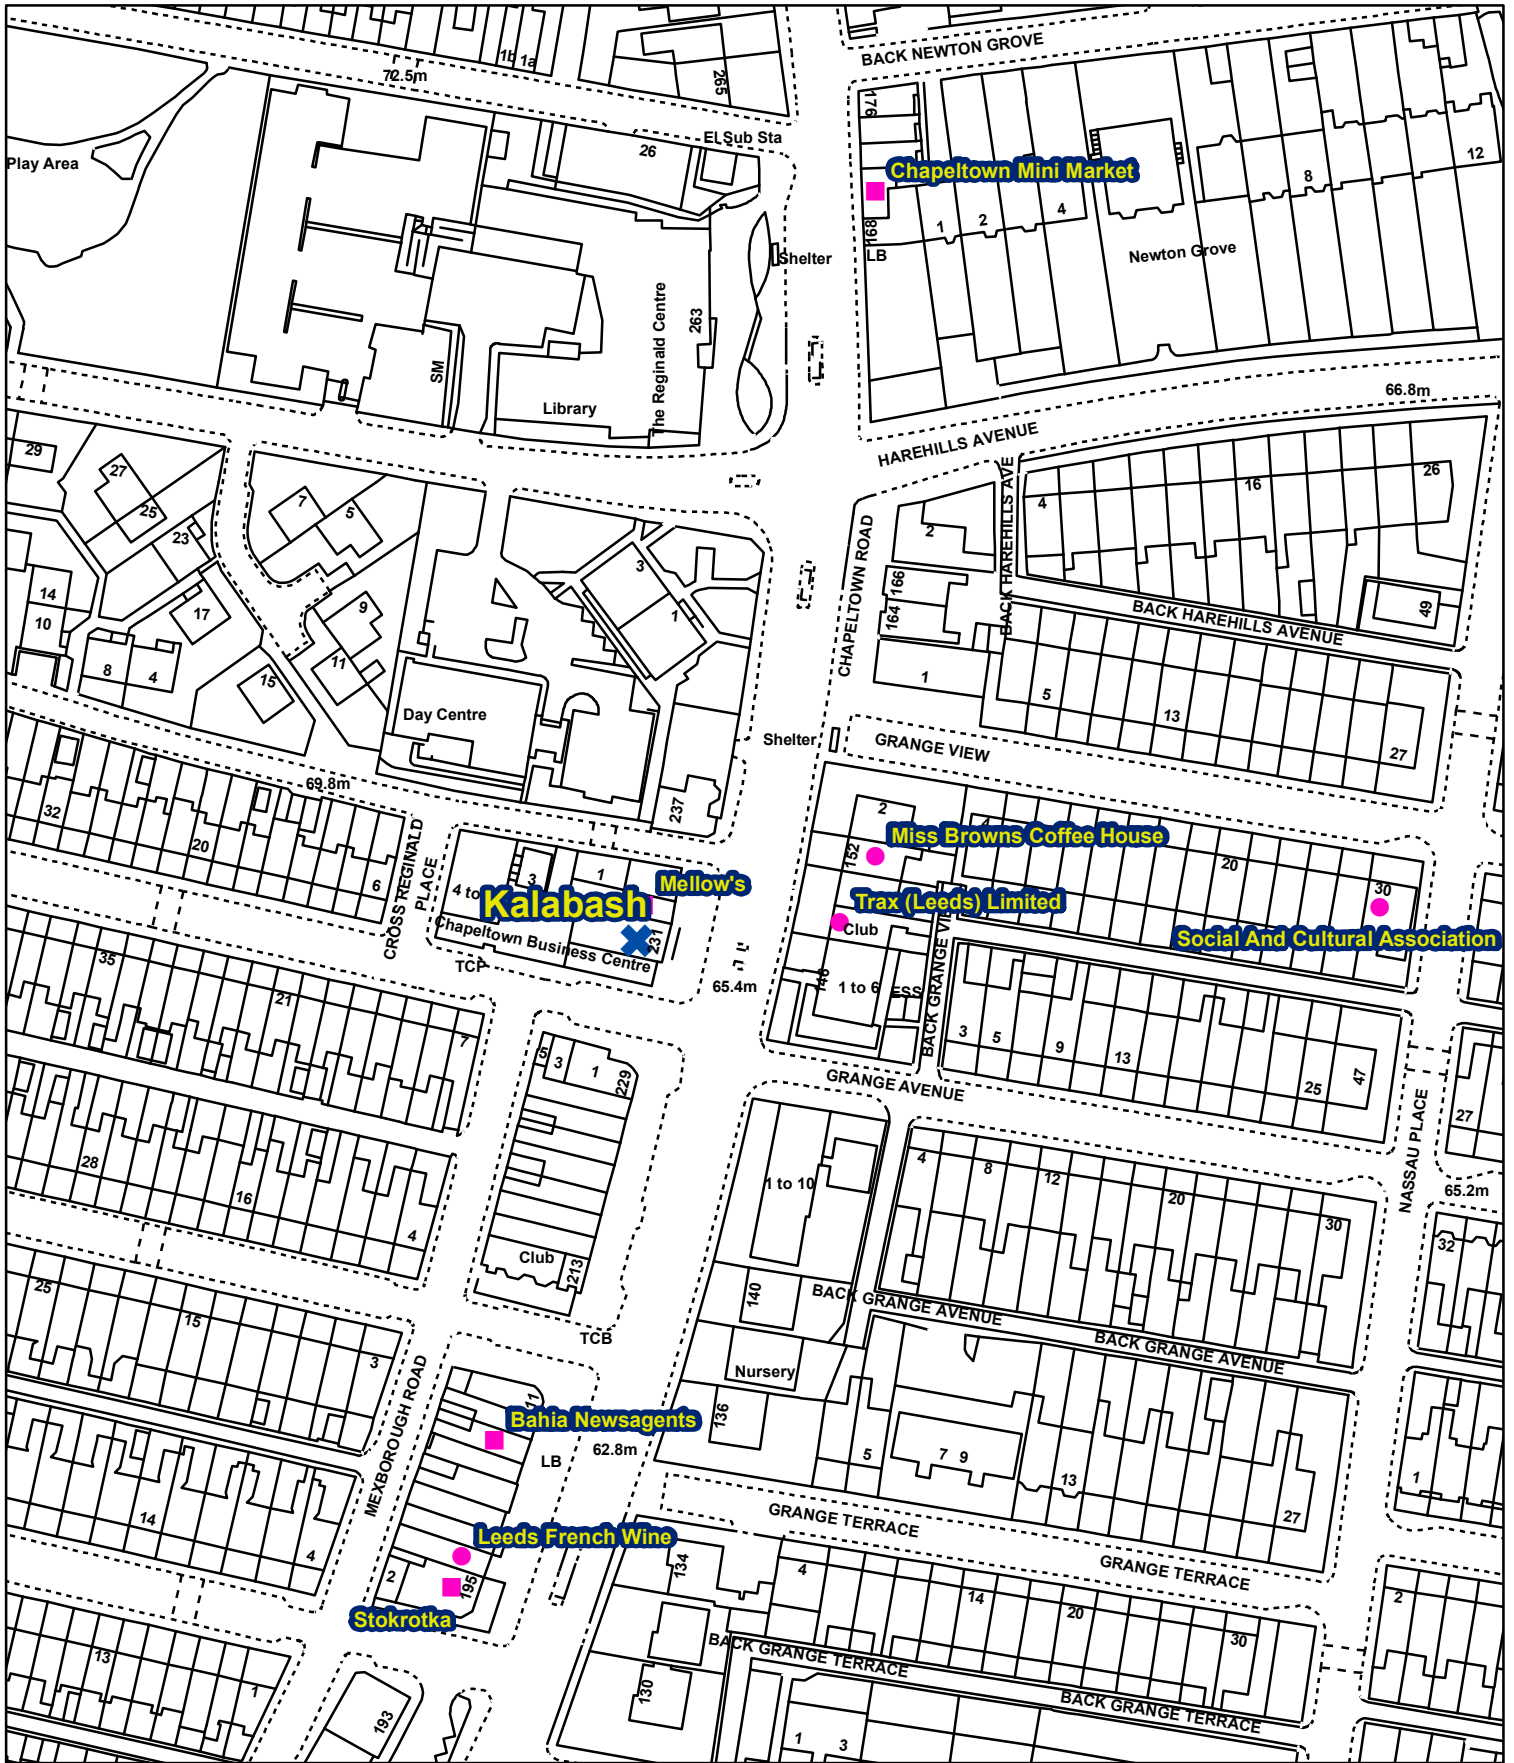 BACK NEWTON GROVE
1b
1a
72.5m
265
176
El Sub Sta
26
Play Area
12
Chapeltown Mini Market
8
4
2
1
168
LB
Newton Grove
2
Shelter
263
The Reginald Centre
SM
Library
66.8m
HAREHILLS AVENUE
29
27
25
23
7
5
BACK HAREHILLS AVE
4
16
26
CHAPELTOWN ROAD
2
3
1
166
164
14
10
17
9
11
49
BACK HAREHILLS AVENUE
8
4
15
1
5
13
27
Day Centre
Shelter
GRANGE VIEW
69.8m
237
32
20
6
CROSS REGINALD
PLACE
2
4
Miss Browns Coffee House
152
20
30
4 to
3
1
Mellow's
Kalabash
Trax (Leeds) Limited
Club
Chapeltown Business Centre
231
TCP
BACK GRANGE VIEW
Social And Cultural Association
35
21
7
65.4m
146
1 to 6
ESS
3
5
9
13
25
47
5
3
1
229
GRANGE AVENUE
NASSAU PLACE
27
28
16
4
1 to 10
4
8
12
20
30
65.2m
32
Club
213
140
BACK GRANGE AVENUE
BACK GRANGE AVENUE
25
15
3
TCB
Nursery
MEXBOROUGH ROAD
11
136
Bahia Newsagents
62.8m
LB
5
7
9
13
27
1
14
4
GRANGE TERRACE
GRANGE TERRACE
Leeds French Wine
134
4
14
20
30
2
2
195
Stokrotka
BACK GRANGE TERRACE
BACK GRANGE TERRACE
13
1
193
130
1
3